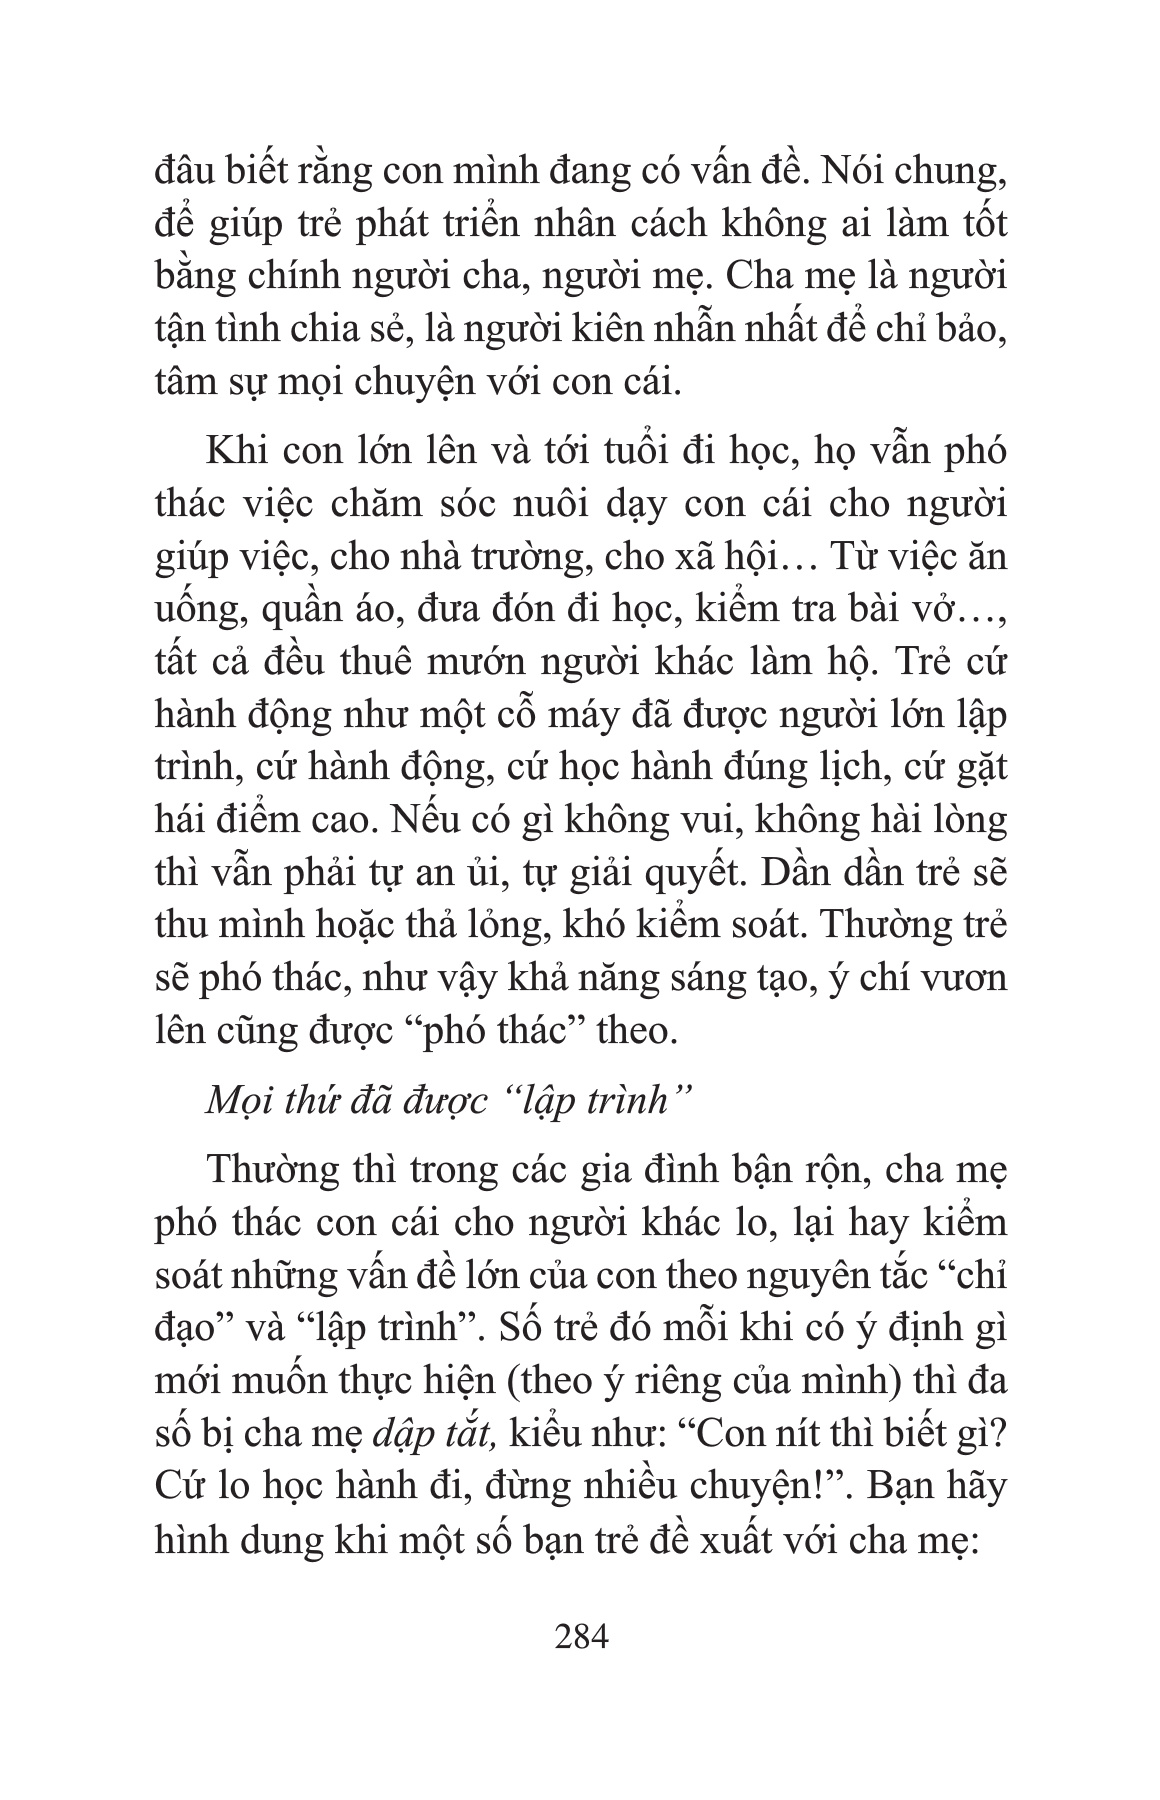 đâu biết rằng con mình đang có vấn đề. Nói chung,
để giúp trẻ phát triển nhân cách không ai làm tốt
bằng chính người cha, người mẹ. Cha mẹ là người
tận tình chia sẻ, là người kiên nhẫn nhất để chỉ bảo,
tâm sự mọi chuyện với con cái.
Khi con lớn lên và tới tuổi đi học, họ vẫn phó
thác việc chăm sóc nuôi dạy con cái cho người
giúp việc, cho nhà trường, cho xã hội… Từ việc ăn
uống, quần áo, đưa đón đi học, kiểm tra bài vở…,
tất cả đều thuê mướn người khác làm hộ. Trẻ cứ
hành động như một cỗ máy đã được người lớn lập
trình, cứ hành động, cứ học hành đúng lịch, cứ gặt
hái điểm cao. Nếu có gì không vui, không hài lòng
thì vẫn phải tự an ủi, tự giải quyết. Dần dần trẻ sẽ
thu mình hoặc thả lỏng, khó kiểm soát. Thường trẻ
sẽ phó thác, như vậy khả năng sáng tạo, ý chí vươn
lên cũng được “phó thác” theo.
Mọi thứ đã được “lập trình”
Thường thì trong các gia đình bận rộn, cha mẹ
phó thác con cái cho người khác lo, lại hay kiểm
soát những vấn đề lớn của con theo nguyên tắc “chỉ
đạo” và “lập trình”. Số trẻ đó mỗi khi có ý định gì
mới muốn thực hiện (theo ý riêng của mình) thì đa
số bị cha mẹ dập tắt, kiểu như: “Con nít thì biết gì?
Cứ lo học hành đi, đừng nhiều chuyện!”. Bạn hãy
hình dung khi một số bạn trẻ đề xuất với cha mẹ:
284